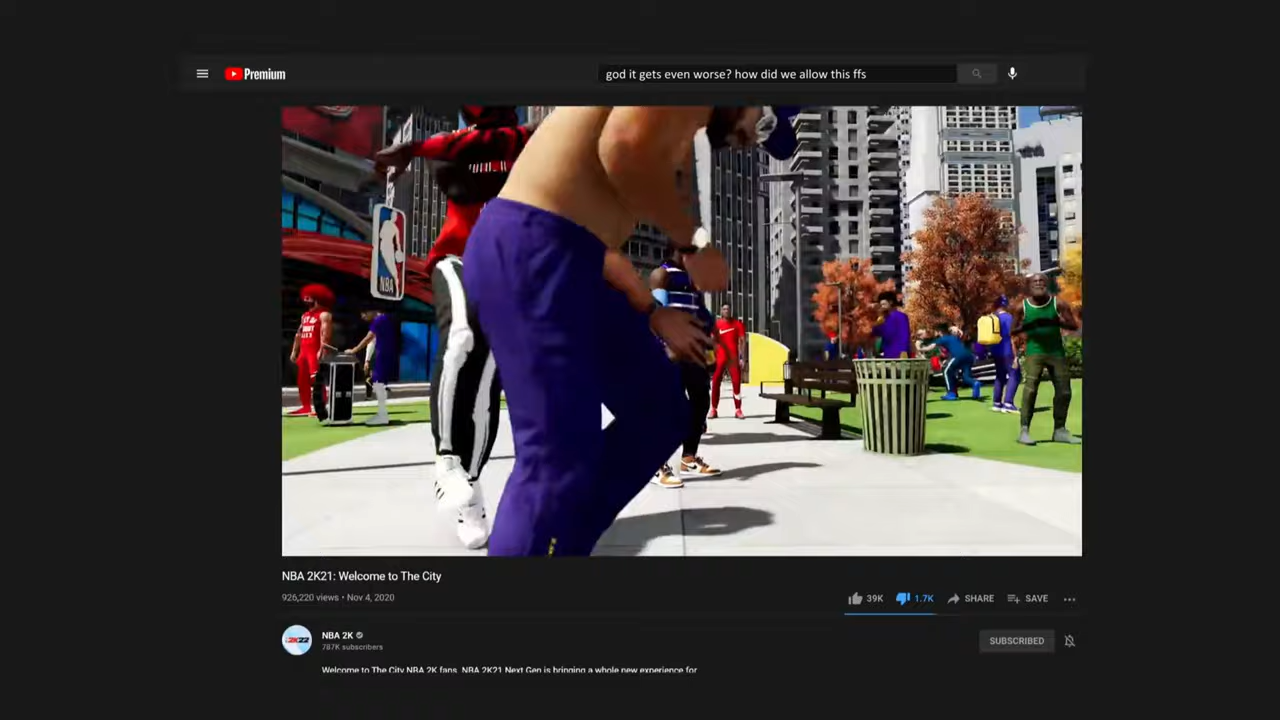 Premium
god it gets even worse? how did we allow this ffs
NBA
NBA 2K21: Welcome to The City
926,220 views • Nov 4, 2020
39K 1.7K SHARE SAVE
2K22
NBA 2K
787K subscribers
SUBSCRIBED
Welcome to The City NBA 2K fans. NBA 2K21 Next Gen is bringing a whole new experience for